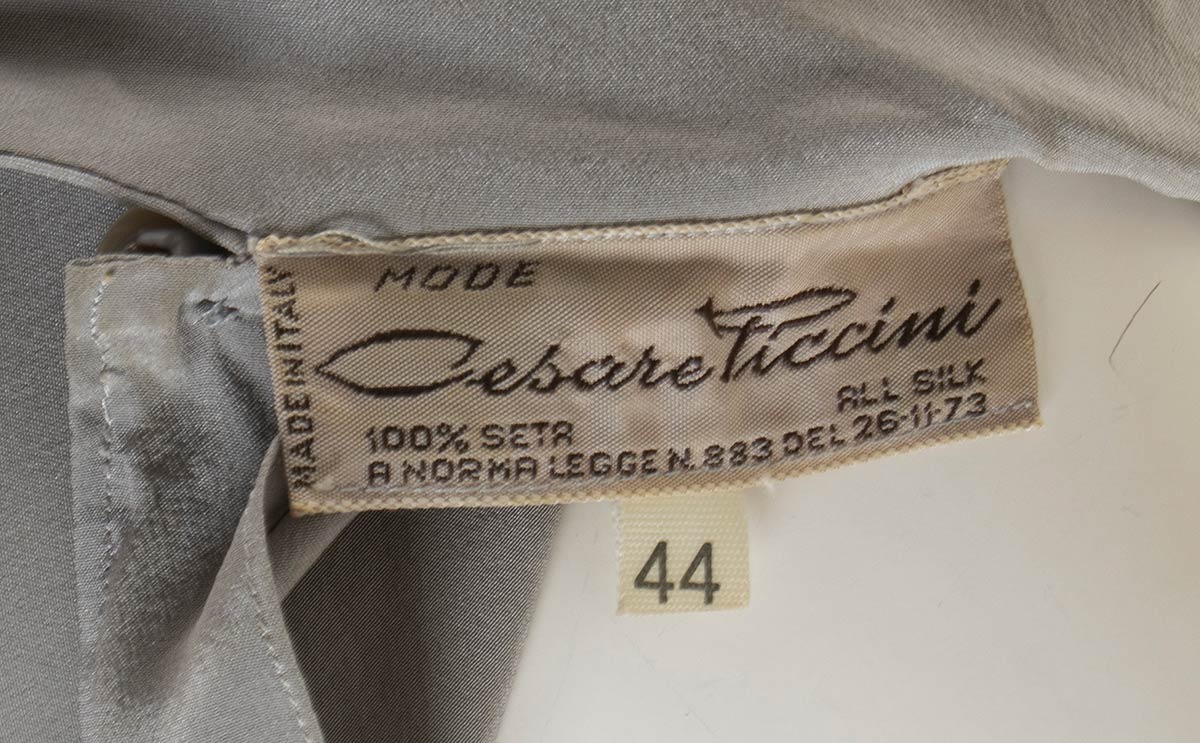 MADE IN ITALY
MODE
Cesare Piccini
ALL SILK
100% SETA
A NORMA LEGGE N. 883 DEL 26-11-73
44